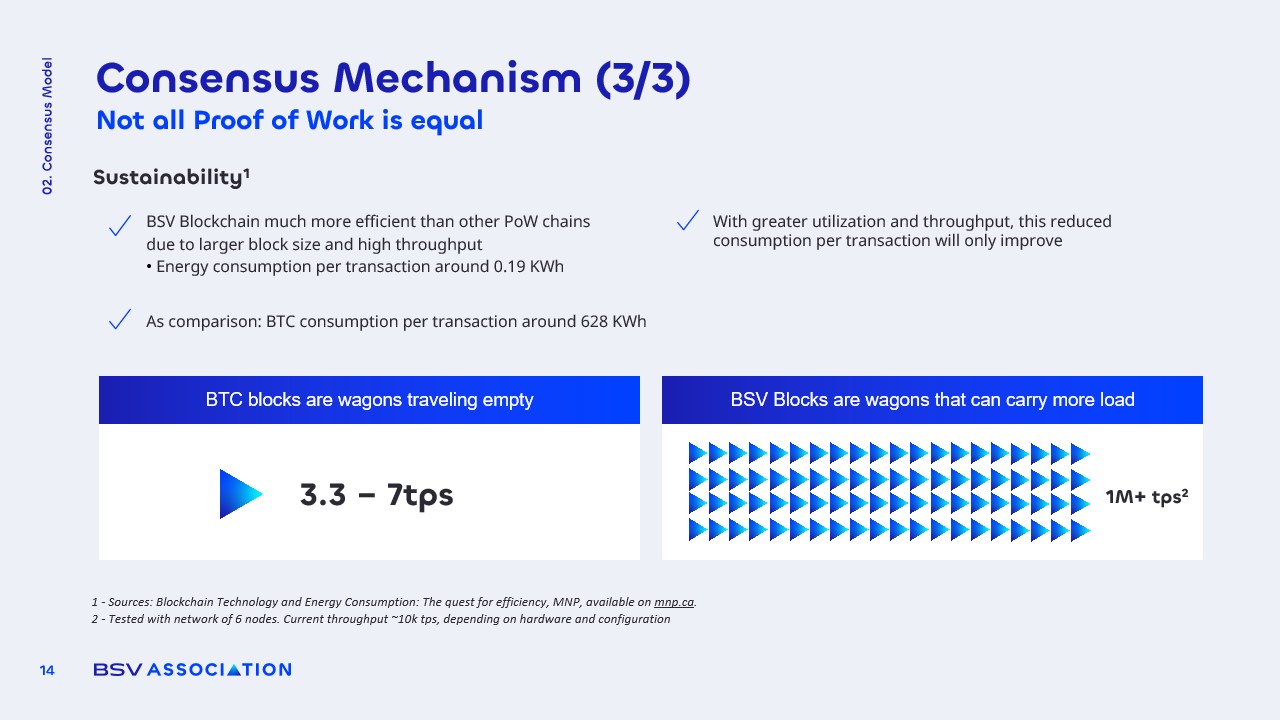 02. Consensus Model
Consensus Mechanism (3/3)
Not all Proof of Work is equal
Sustainability¹
BSV Blockchain much more efficient than other PoW chains
due to larger block size and high throughput
• Energy consumption per transaction around 0.19 KWh
As comparison: BTC consumption per transaction around 628 KWh
With greater utilization and throughput, this reduced
consumption per transaction will only improve
BTC blocks are wagons traveling empty
3.3 – 7tps
BSV Blocks are wagons that can carry more load
1M+ tps²
1 - Sources: Blockchain Technology and Energy Consumption: The quest for efficiency, MNP, available on mnp.ca.
2 - Tested with network of 6 nodes. Current throughput ~10k tps, depending on hardware and configuration
14
BSV ASSOCIATION